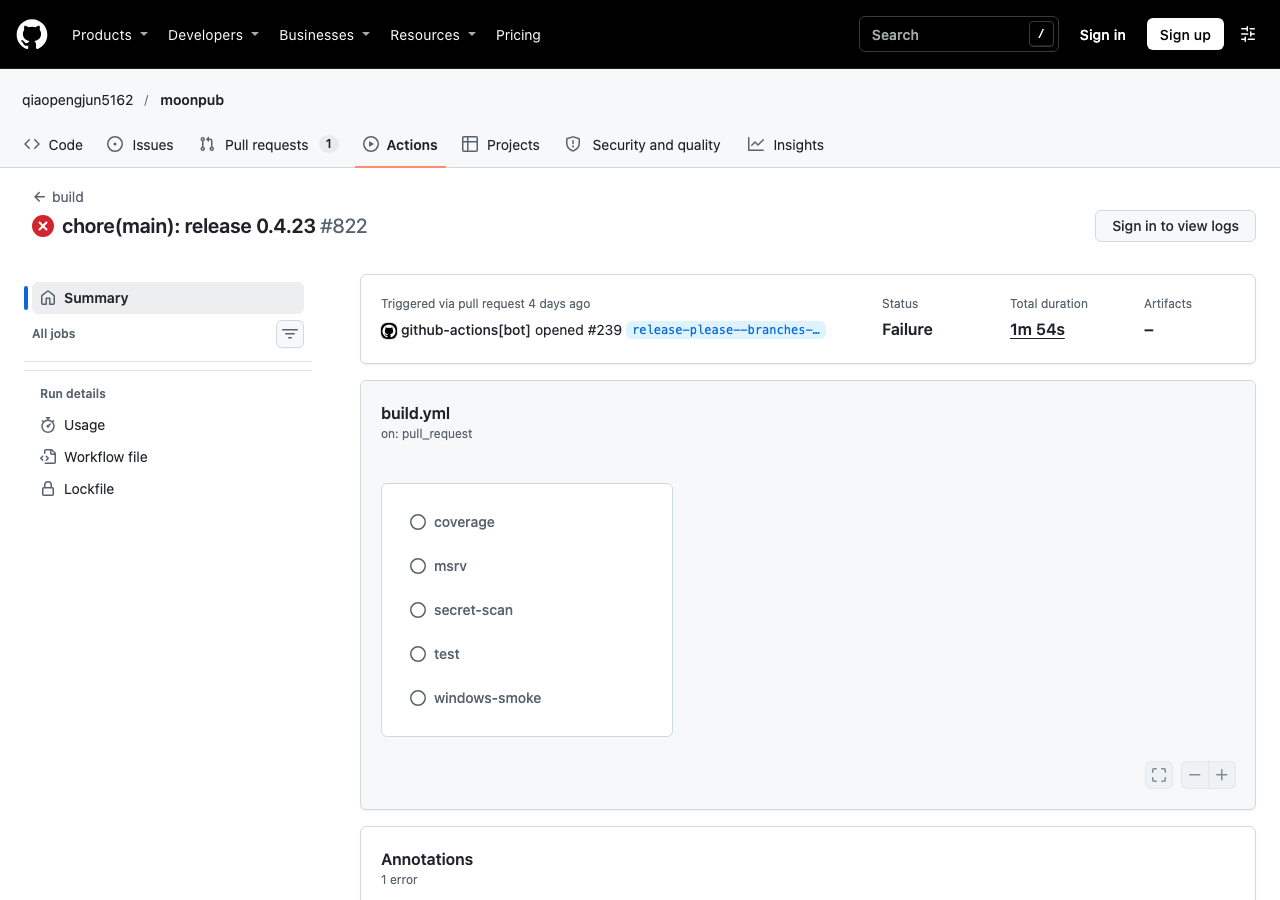 Products Developers Businesses Resources Pricing Search / Sign in Sign up
qiaopengjun5162 / moonpub
Code Issues Pull requests 1 Actions Projects Security and quality Insights
build
chore(main): release 0.4.23 #822
Sign in to view logs
Summary
All jobs
Run details
Usage
Workflow file
Lockfile
Triggered via pull request 4 days ago
github-actions[bot] opened #239 release-please--branches-…
Status
Failure
Total duration
1m 54s
Artifacts
–
build.yml
on: pull_request
coverage
msrv
secret-scan
test
windows-smoke
Annotations
1 error